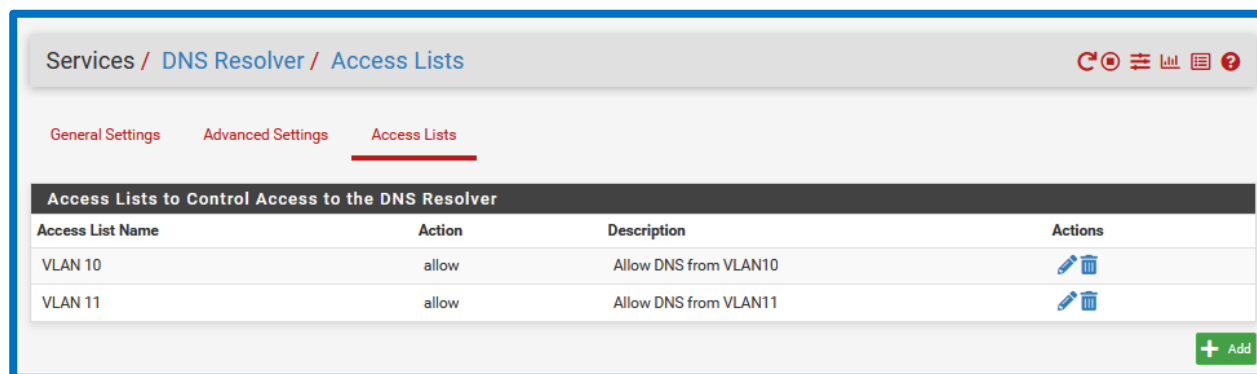 Services / DNS Resolver / Access Lists
General Settings Advanced Settings Access Lists
Access Lists to Control Access to the DNS Resolver
Access List Name Action Description Actions
VLAN 10 allow Allow DNS from VLAN10
VLAN 11 allow Allow DNS from VLAN11
+ Add